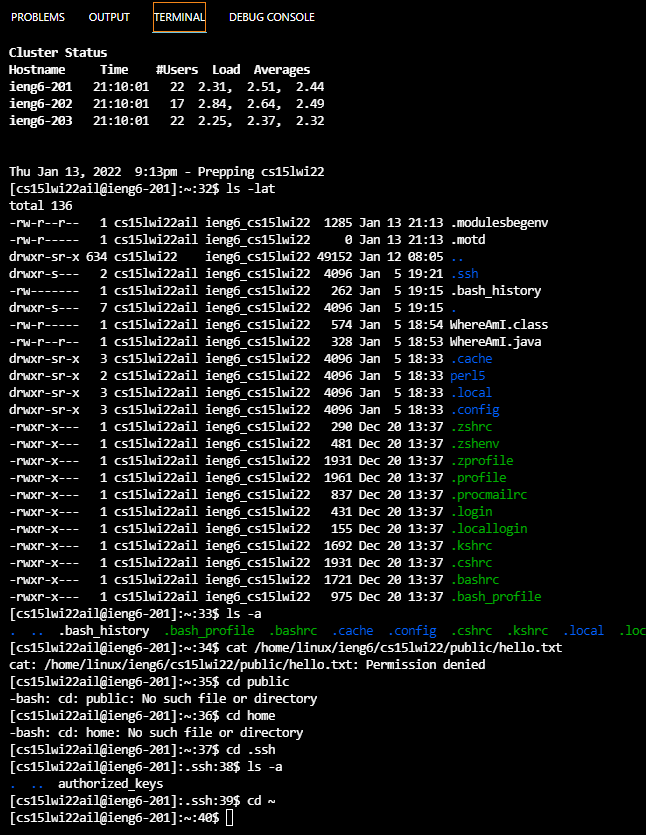 PROBLEMS OUTPUT TERMINAL DEBUG CONSOLE
Cluster Status
Hostname     Time    #Users  Load  Averages
ieng6-201   21:10:01   22  2.31,  2.51,  2.44
ieng6-202   21:10:01   17  2.84,  2.64,  2.49
ieng6-203   21:10:01   22  2.25,  2.37,  2.32
Thu Jan 13, 2022  9:13pm - Prepping cs15lwi22
[cs15lwi22ail@ieng6-201]:~:32$ ls -lat
total 136
-rw-r--r--   1 cs15lwi22ail ieng6_cs15lwi22  1285 Jan 13 21:13 .modulesbegenv
-rw-r-----   1 cs15lwi22ail ieng6_cs15lwi22     0 Jan 13 21:13 .motd
drwxr-sr-x 634 cs15lwi22    ieng6_cs15lwi22 49152 Jan 12 08:05 ..
drwxr-s---   2 cs15lwi22ail ieng6_cs15lwi22  4096 Jan  5 19:21 .ssh
-rw-------   1 cs15lwi22ail ieng6_cs15lwi22   262 Jan  5 19:15 .bash_history
drwxr-s---   7 cs15lwi22ail ieng6_cs15lwi22  4096 Jan  5 19:15 .
-rw-r-----   1 cs15lwi22ail ieng6_cs15lwi22   574 Jan  5 18:54 WhereAmI.class
-rw-r-----   1 cs15lwi22ail ieng6_cs15lwi22   328 Jan  5 18:53 WhereAmI.java
drwxr-sr-x   3 cs15lwi22ail ieng6_cs15lwi22  4096 Jan  5 18:33 .cache
drwxr-sr-x   2 cs15lwi22ail ieng6_cs15lwi22  4096 Jan  5 18:33 perl5
drwxr-sr-x   3 cs15lwi22ail ieng6_cs15lwi22  4096 Jan  5 18:33 .local
drwxr-sr-x   3 cs15lwi22ail ieng6_cs15lwi22  4096 Jan  5 18:33 .config
-rwxr-x---   1 cs15lwi22ail ieng6_cs15lwi22   290 Dec 20 13:37 .zshrc
-rwxr-x---   1 cs15lwi22ail ieng6_cs15lwi22   481 Dec 20 13:37 .zshenv
-rwxr-x---   1 cs15lwi22ail ieng6_cs15lwi22  1931 Dec 20 13:37 .zprofile
-rwxr-x---   1 cs15lwi22ail ieng6_cs15lwi22  1961 Dec 20 13:37 .profile
-rwxr-x---   1 cs15lwi22ail ieng6_cs15lwi22   837 Dec 20 13:37 .procmailrc
-rwxr-x---   1 cs15lwi22ail ieng6_cs15lwi22   431 Dec 20 13:37 .login
-rwxr-x---   1 cs15lwi22ail ieng6_cs15lwi22   155 Dec 20 13:37 .locallogin
-rwxr-x---   1 cs15lwi22ail ieng6_cs15lwi22  1692 Dec 20 13:37 .kshrc
-rwxr-x---   1 cs15lwi22ail ieng6_cs15lwi22  1931 Dec 20 13:37 .cshrc
-rwxr-x---   1 cs15lwi22ail ieng6_cs15lwi22  1721 Dec 20 13:37 .bashrc
-rwxr-x---   1 cs15lwi22ail ieng6_cs15lwi22   975 Dec 20 13:37 .bash_profile
[cs15lwi22ail@ieng6-201]:~:33$ ls -a
.  ..  .bash_history  .bash_profile  .bashrc  .cache  .config  .cshrc  .kshrc  .local  .loc
[cs15lwi22ail@ieng6-201]:~:34$ cat /home/linux/ieng6/cs15lwi22/public/hello.txt
cat: /home/linux/ieng6/cs15lwi22/public/hello.txt: Permission denied
[cs15lwi22ail@ieng6-201]:~:35$ cd public
-bash: cd: public: No such file or directory
[cs15lwi22ail@ieng6-201]:~:36$ cd home
-bash: cd: home: No such file or directory
[cs15lwi22ail@ieng6-201]:~:37$ cd .ssh
[cs15lwi22ail@ieng6-201]:.ssh:38$ ls -a
.  ..  authorized_keys
[cs15lwi22ail@ieng6-201]:.ssh:39$ cd ~
[cs15lwi22ail@ieng6-201]:~:40$